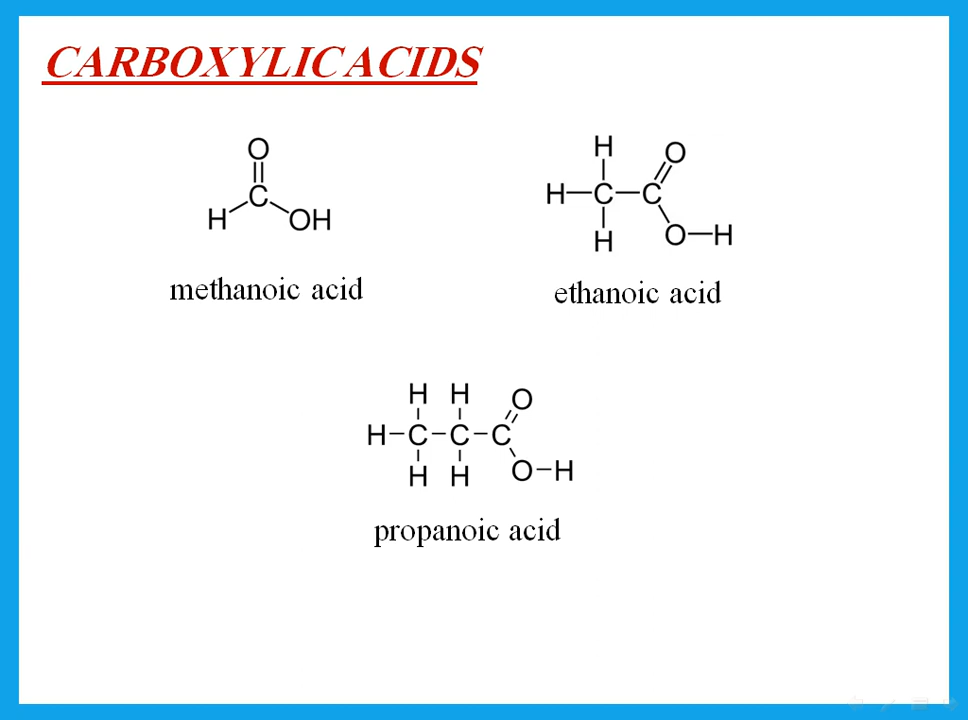 CARBOXYLIC ACIDS
O
C
H OH
methanoic acid
H O
H C C
H O H
ethanoic acid
H H O
H C C C
H H O H
propanoic acid